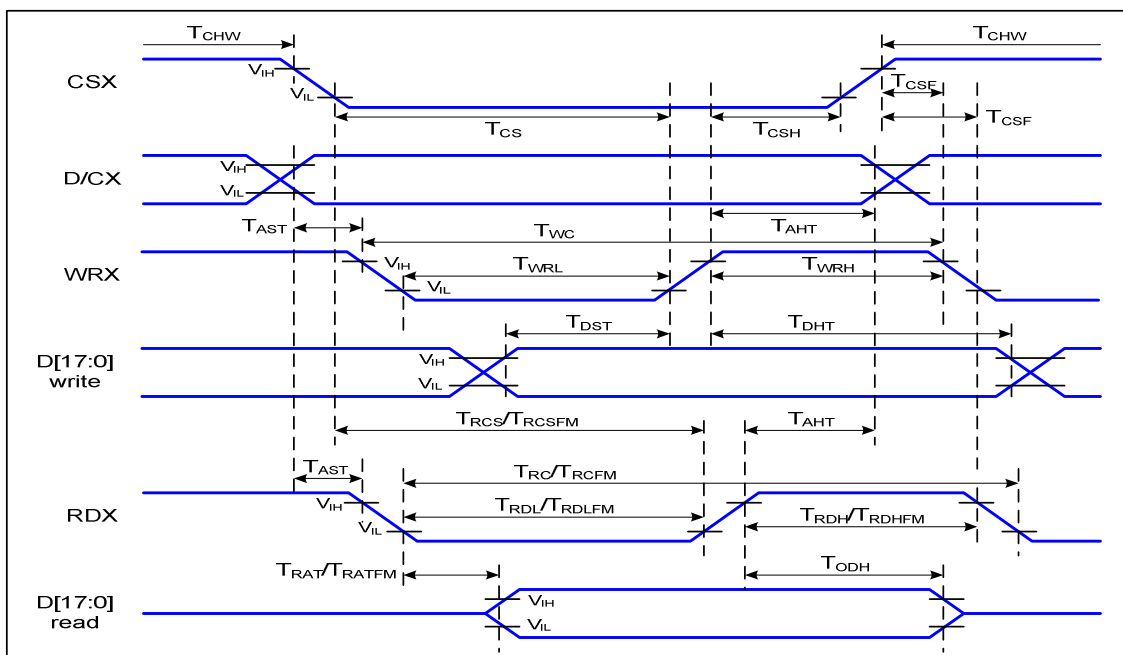 TCHW TCHW
CSX VIH VIL TCSF
TCS TCSH TCSF
D/CX VIH VIL
TAST TWC TAHT
WRX VIH VIL TWRL TWRH
TDST TDHT
D[17:0] write VIH VIL
TRCS/TRCSFM TAHT
TAST TRC/TRCFM
RDX VIH VIL TRDL/TRDLFM TRDH/TRDHFM
TRAT/TRATFM TODH
D[17:0] read VIH VIL